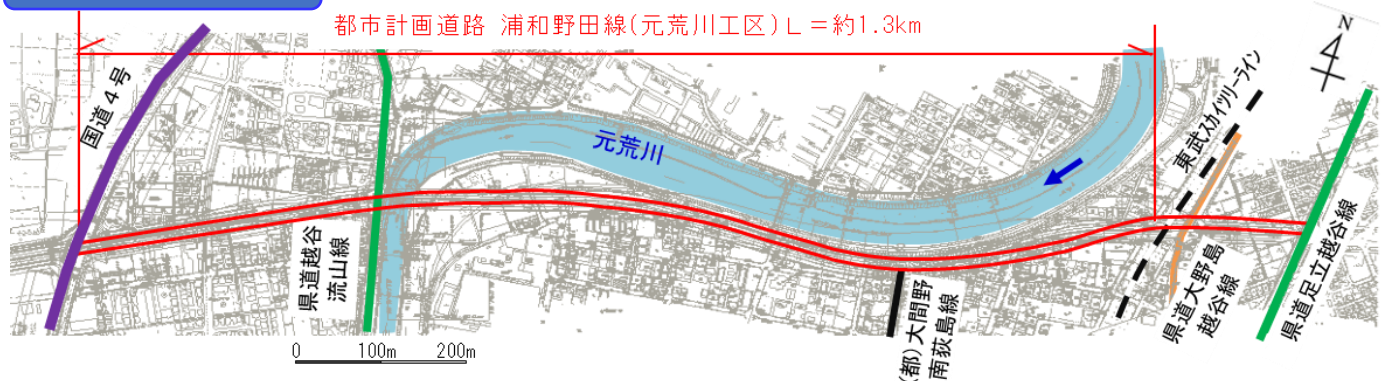 都市計画道路 浦和野田線(元荒川工区)L=約1.3km
N
国道4号
元荒川
東武スカイツリーライン
県道越谷
流山線
(都)大間野
南荻島線
県道大野島
越谷線
県道足立越谷線
0 100m 200m